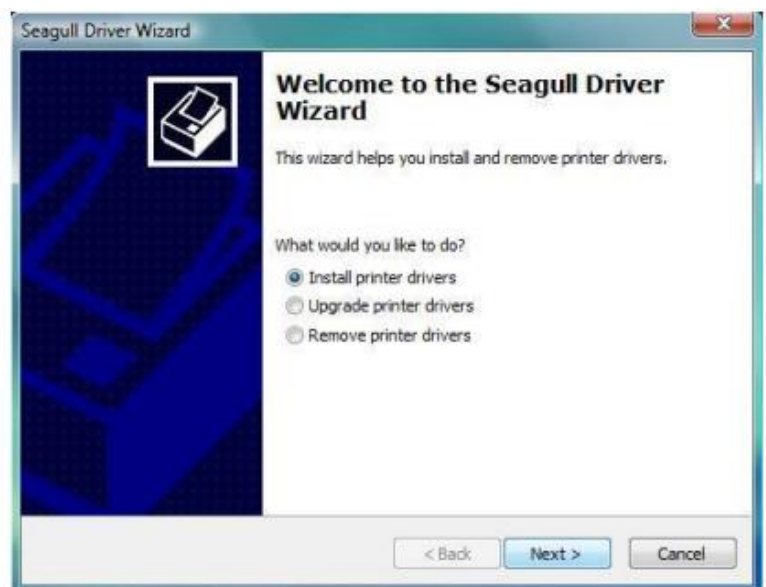 Seagull Driver Wizard
Welcome to the Seagull Driver
Wizard
This wizard helps you install and remove printer drivers.
What would you like to do?
Install printer drivers
Upgrade printer drivers
Remove printer drivers
< Back
Next >
Cancel